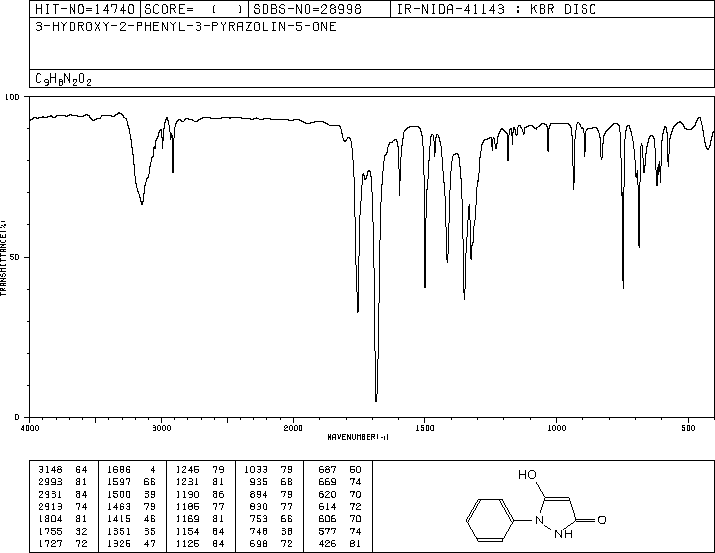 HIT-NO=14740 SCORE= ( ) SDBS-NO=28998 IR-NIDA-41143 : KBR DISC
3-HYDROXY-2-PHENYL-3-PYRAZOLIN-5-ONE
C9H8N2O2
100
50
0
TRANSMITTANCE(%)
4000 3000 2000 1500 1000 500
WAVENUMBER(-1)
3148 64 1686 4 1245 79 1033 79 687 50
2993 81 1597 66 1231 81 935 68 669 74
2931 84 1500 39 1190 86 894 79 620 70
2913 74 1463 79 1185 77 830 77 614 72
1804 81 1415 46 1169 81 753 66 606 70
1755 32 1351 35 1154 84 748 38 577 74
1727 72 1325 47 1125 84 698 72 426 81
HO
N
NH
O